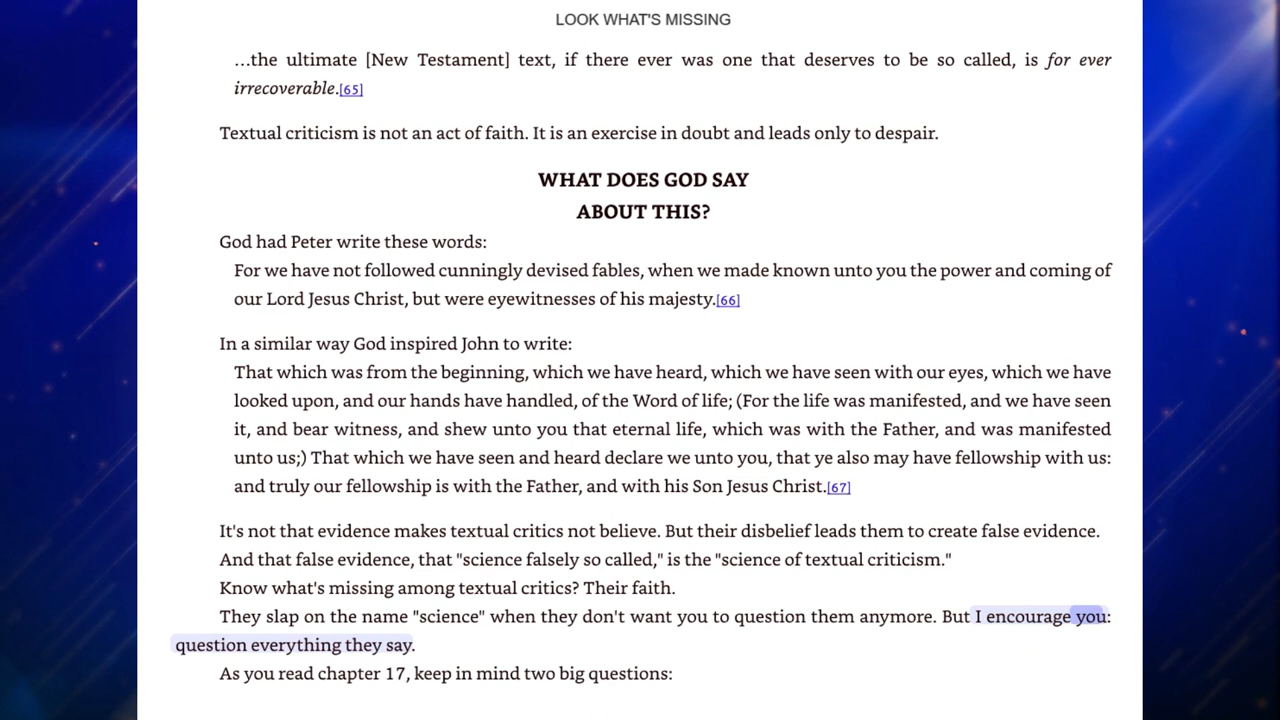 LOOK WHAT'S MISSING
…the ultimate [New Testament] text, if there ever was one that deserves to be so called, is for ever
irrecoverable.[65]
Textual criticism is not an act of faith. It is an exercise in doubt and leads only to despair.
WHAT DOES GOD SAY
ABOUT THIS?
God had Peter write these words:
For we have not followed cunningly devised fables, when we made known unto you the power and coming of
our Lord Jesus Christ, but were eyewitnesses of his majesty.[66]
In a similar way God inspired John to write:
That which was from the beginning, which we have heard, which we have seen with our eyes, which we have
looked upon, and our hands have handled, of the Word of life; (For the life was manifested, and we have seen
it, and bear witness, and shew unto you that eternal life, which was with the Father, and was manifested
unto us;) That which we have seen and heard declare we unto you, that ye also may have fellowship with us:
and truly our fellowship is with the Father, and with his Son Jesus Christ.[67]
It's not that evidence makes textual critics not believe. But their disbelief leads them to create false evidence.
And that false evidence, that "science falsely so called," is the "science of textual criticism."
Know what's missing among textual critics? Their faith.
They slap on the name "science" when they don't want you to question them anymore. But I encourage you:
question everything they say.
As you read chapter 17, keep in mind two big questions: